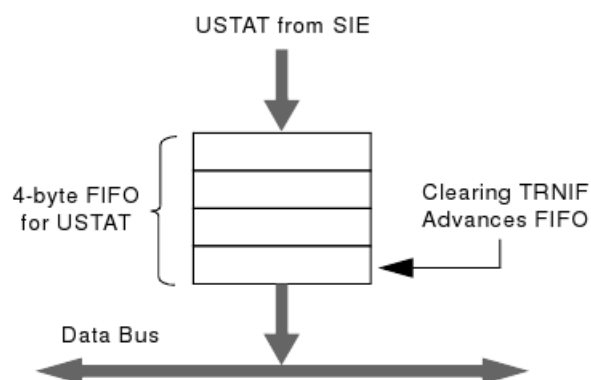 USTAT from SIE
4-byte FIFO
for USTAT
Clearing TRNIF
Advances FIFO
Data Bus